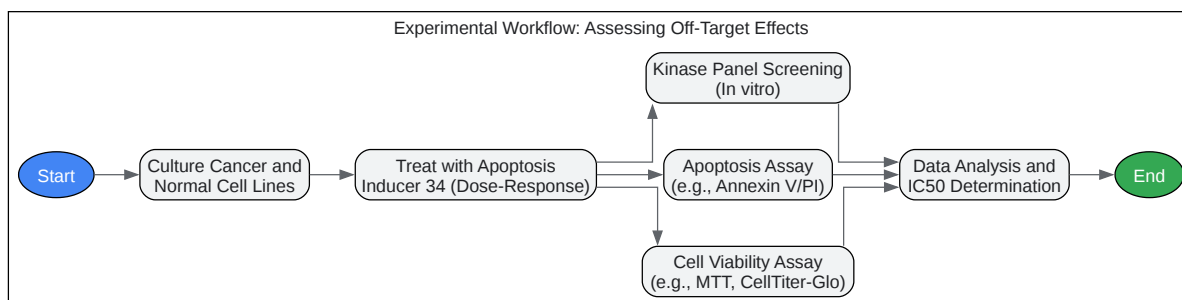 Experimental Workflow: Assessing Off-Target Effects
Start
Culture Cancer and
Normal Cell Lines
Treat with Apoptosis
Inducer 34 (Dose-Response)
Kinase Panel Screening
(In vitro)
Apoptosis Assay
(e.g., Annexin V/PI)
Cell Viability Assay
(e.g., MTT, CellTiter-Glo)
Data Analysis and
IC50 Determination
End